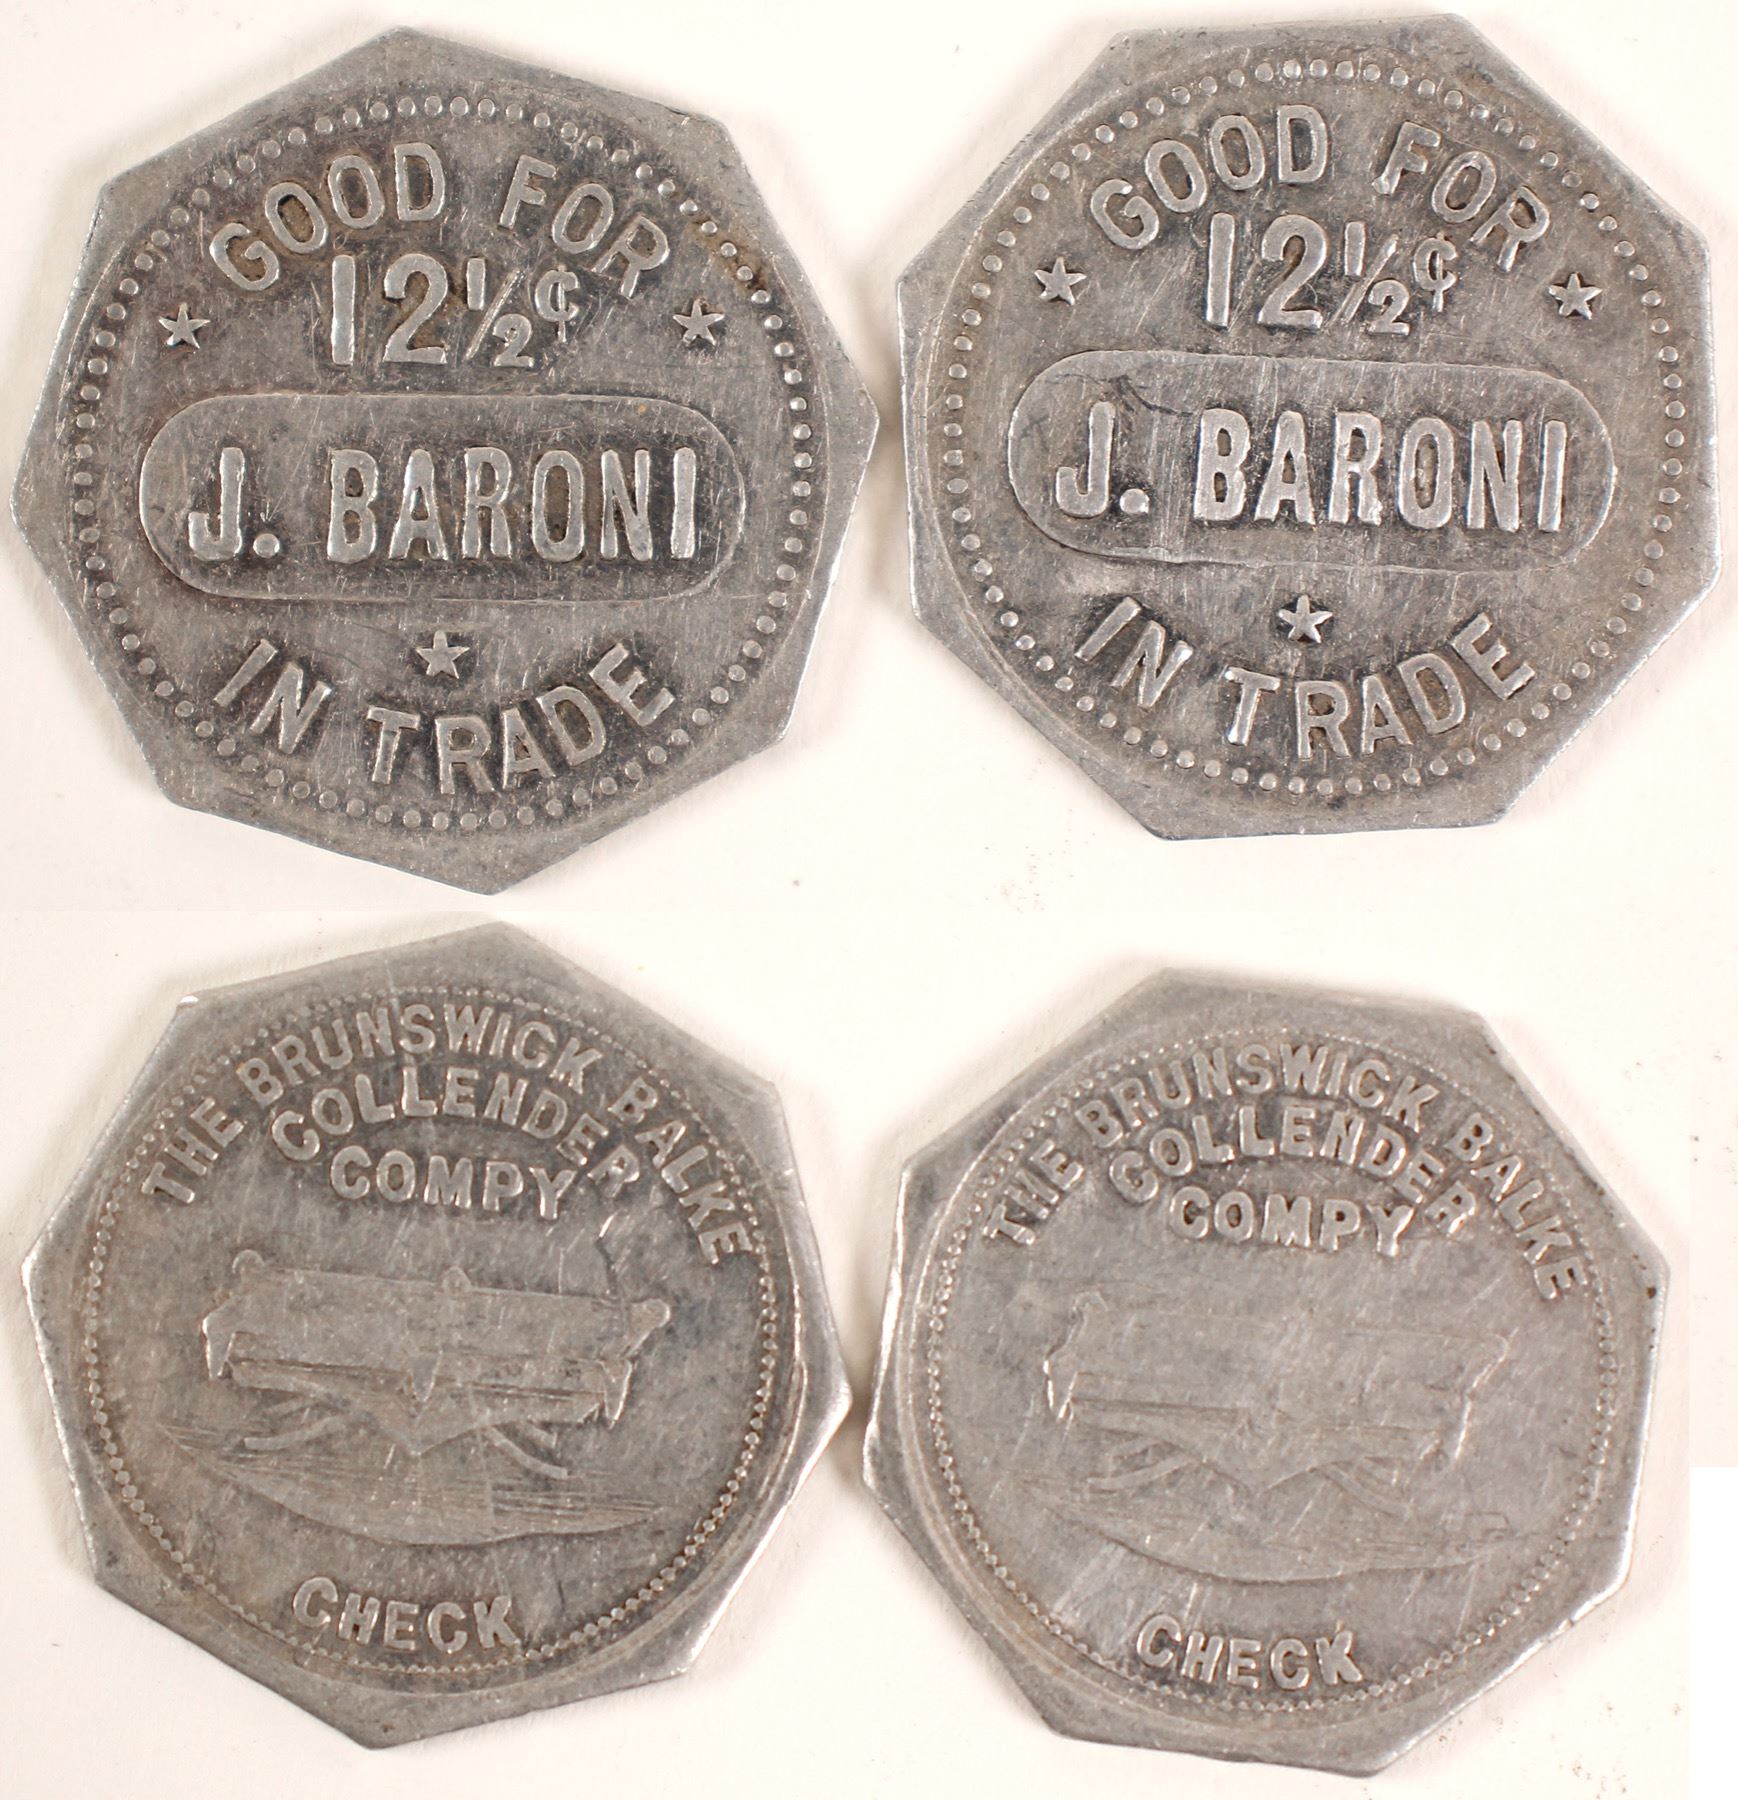 GOOD FOR
12½¢
J. BARONI
IN TRADE
GOOD FOR
12½¢
J. BARONI
IN TRADE
THE BRUNSWICK BALKE
COLLENDER
COMPY
CHECK
THE BRUNSWICK BALKE
COLLENDER
COMPY
CHECK